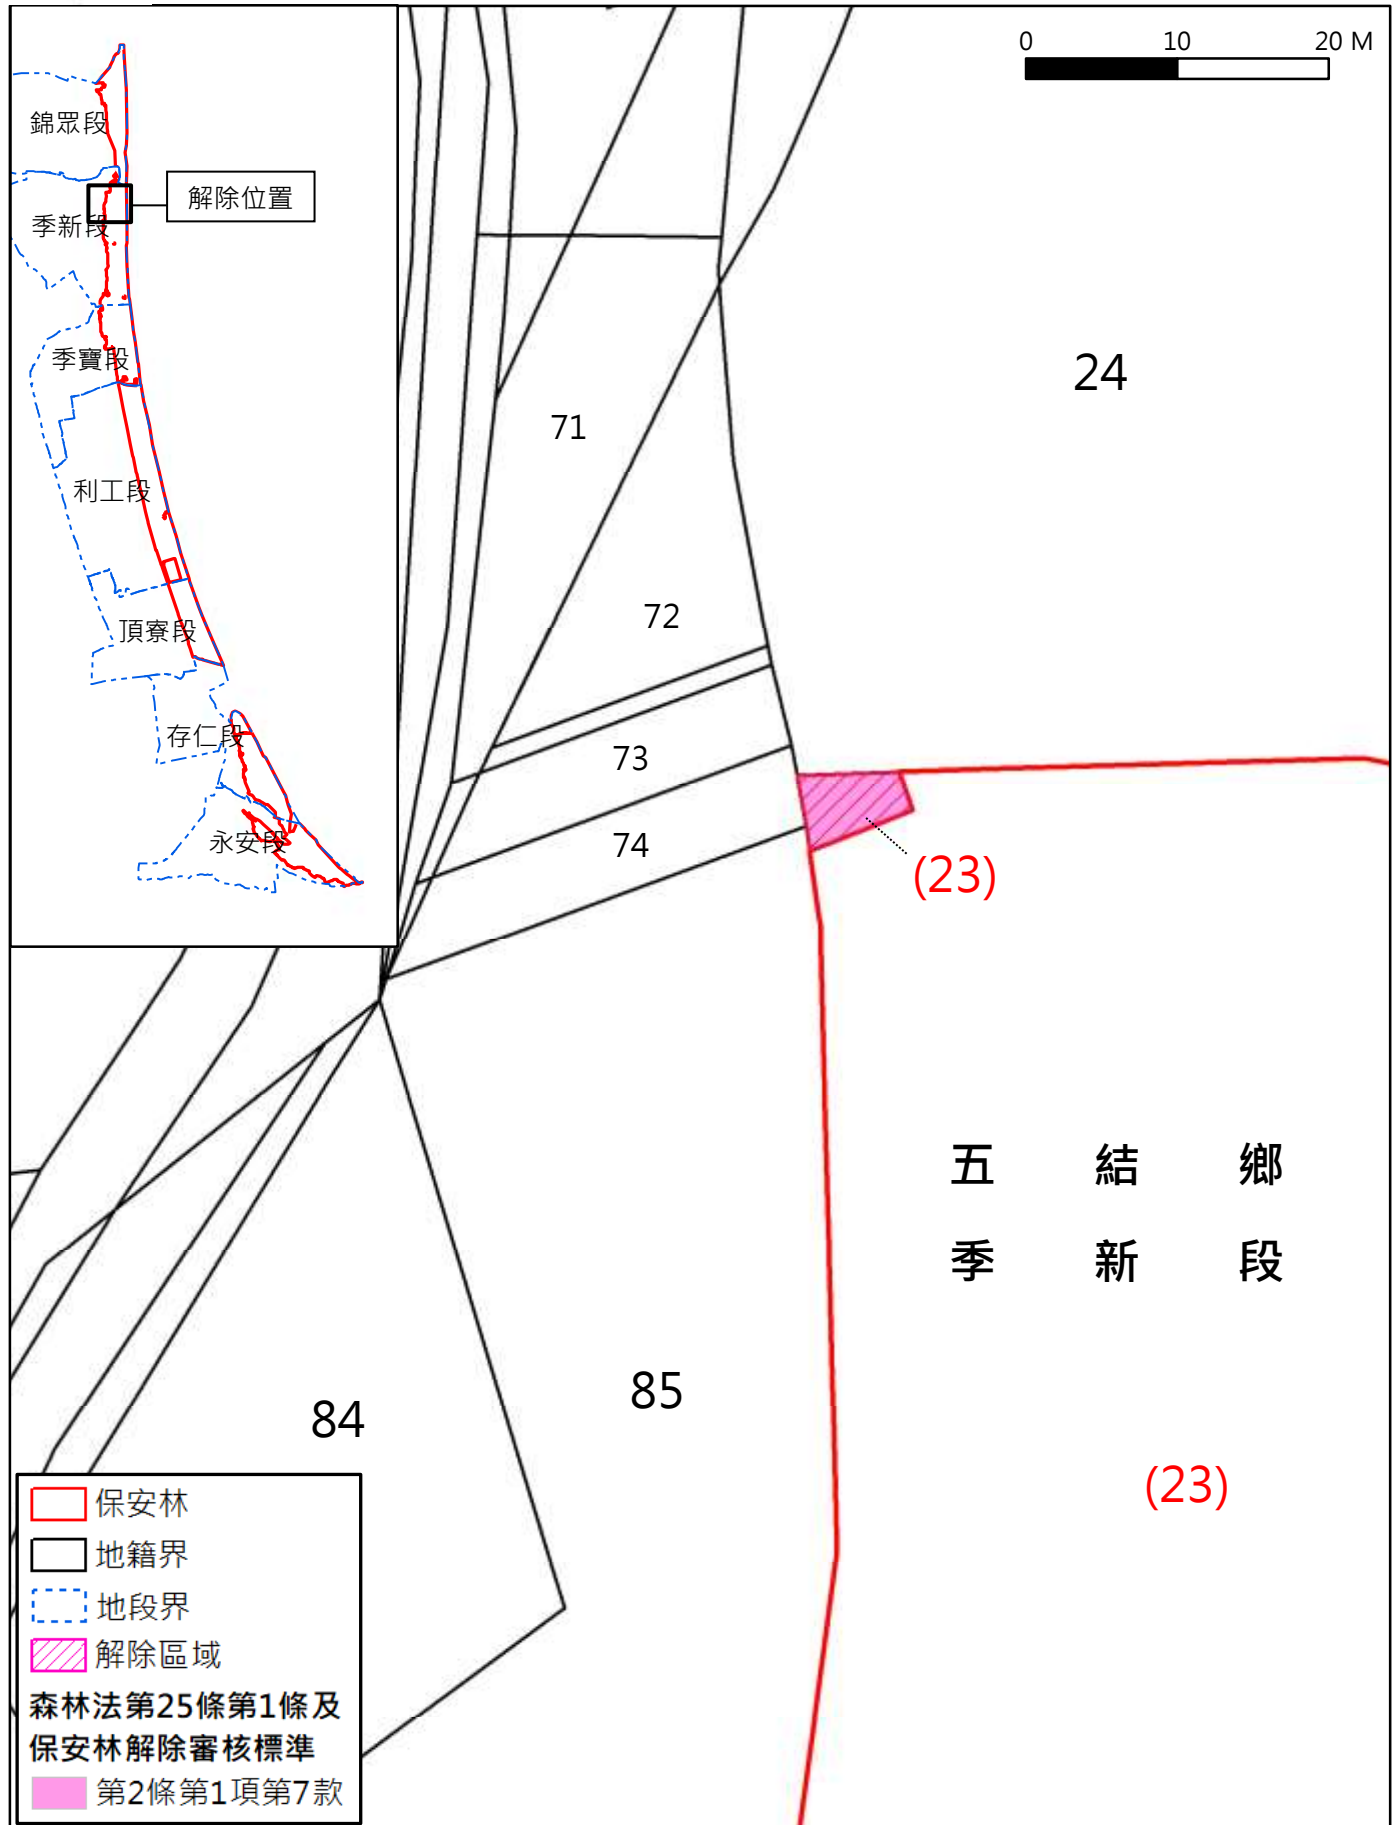 0 10 20 M
錦眾段
解除位置
季新段
季寶段
利工段
頂寮段
存仁段
永安段
24
71
72
73
74
(23)
五結鄉
季新段
85
84
(23)
保安林
地籍界
地段界
解除區域
森林法第25條第1條及
保安林解除審核標準
第2條第1項第7款